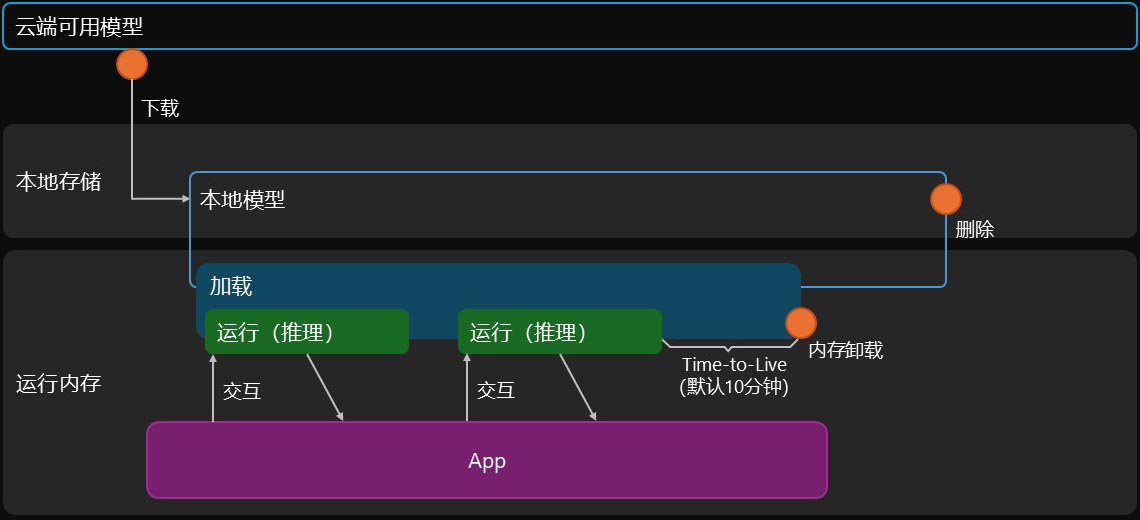 云端可用模型
下载
本地存储
本地模型
删除
加载
运行（推理）
运行（推理）
内存卸载
Time-to-Live
（默认10分钟）
运行内存
交互
交互
App